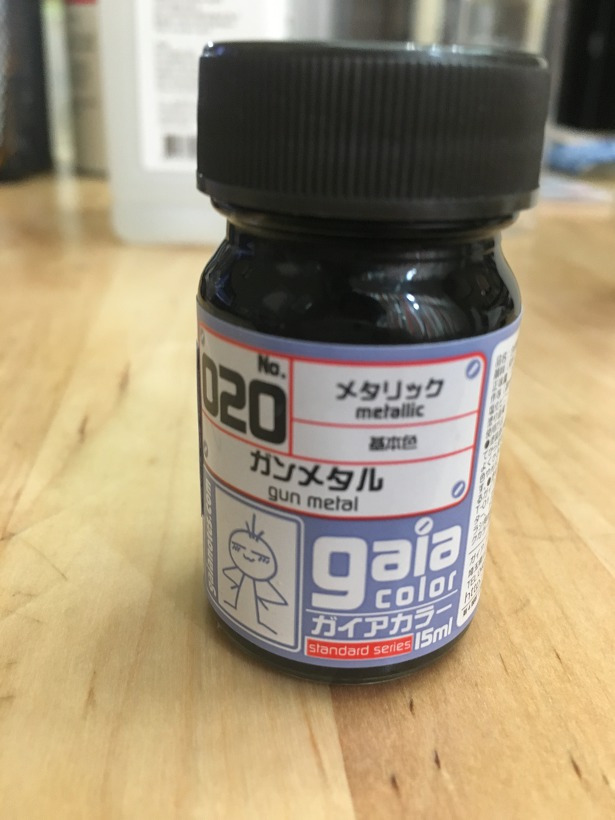 No.
020
メタリック
metallic
基本色
ガンメタル
gun metal
gaia
color
ガイアカラー
standard series
15ml